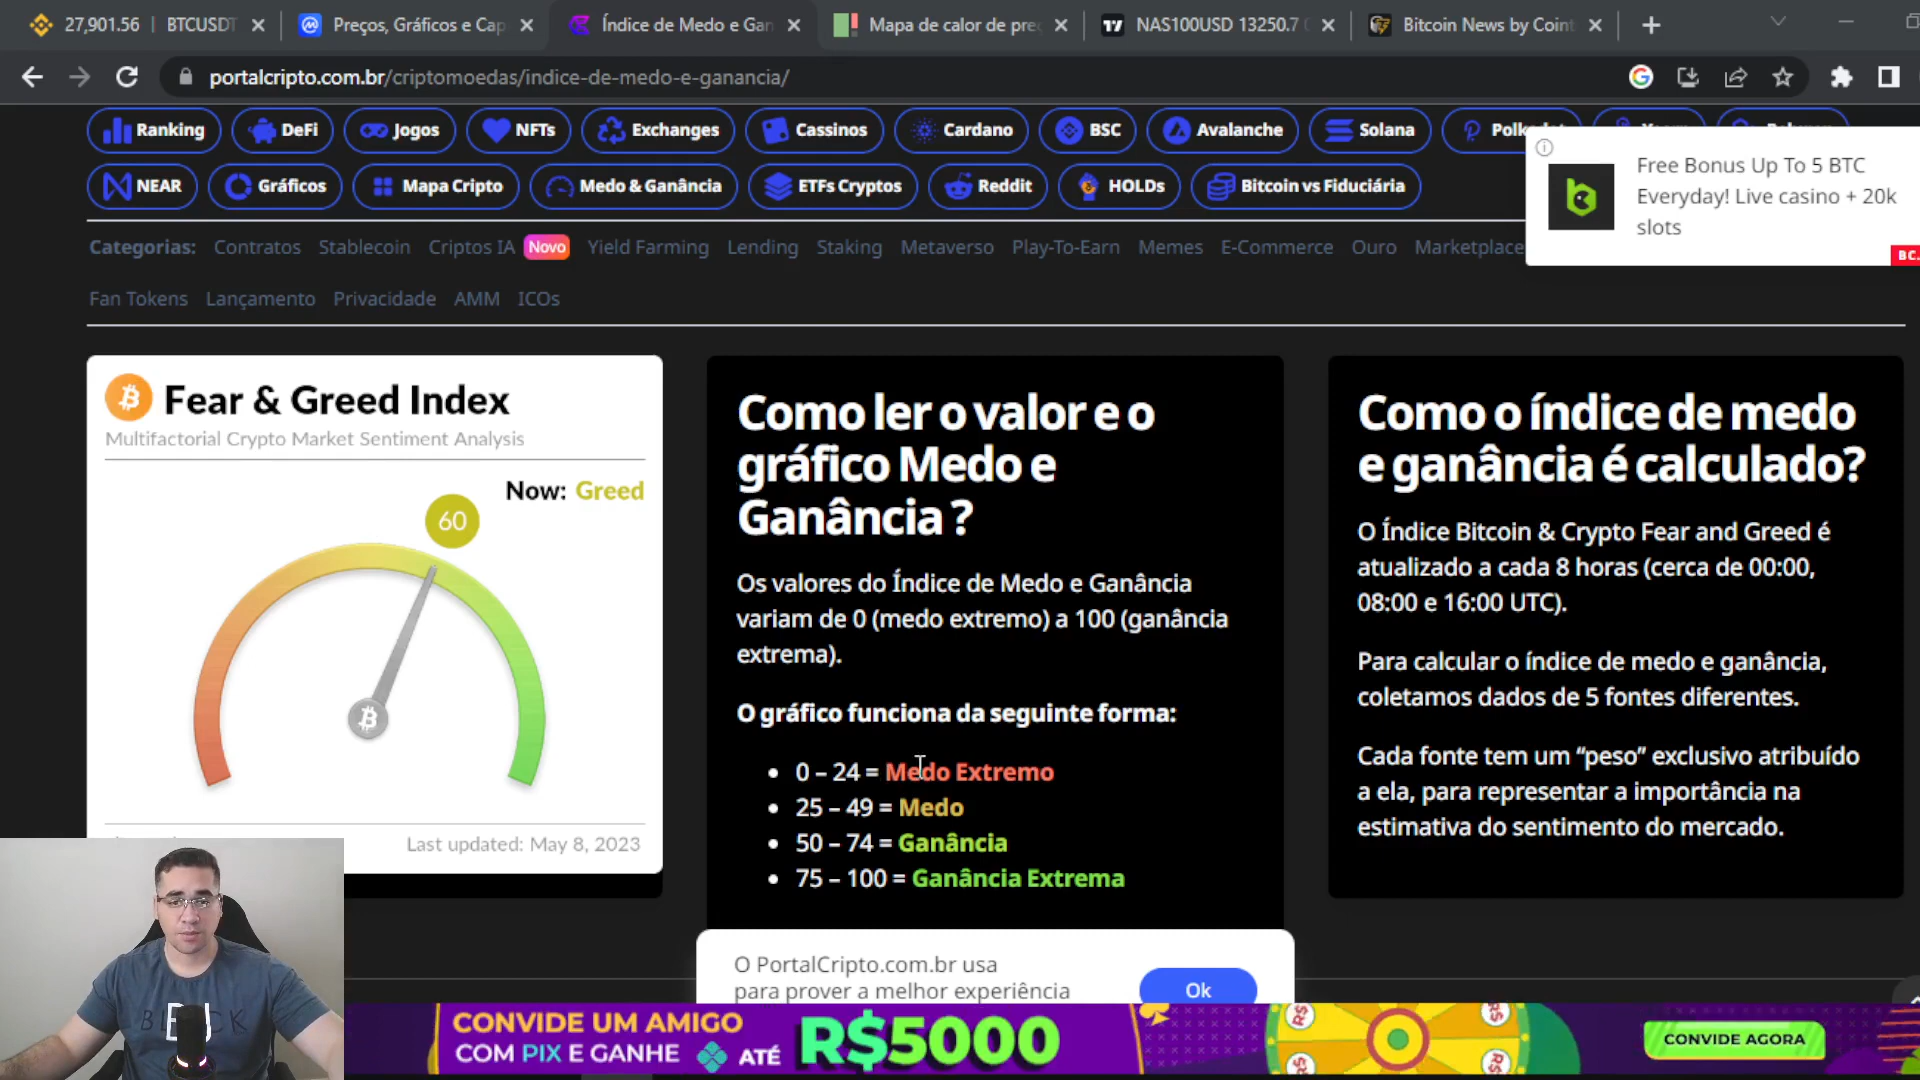 27,901.56 | BTCUSDT
Preços, Gráficos e Cap
Índice de Medo e Gan
Mapa de calor de pre
NAS100USD 13250.7
Bitcoin News by Coint
portalcripto.com.br/criptomoedas/indice-de-medo-e-ganancia/
Ranking
DeFi
Jogos
NFTs
Exchanges
Cassinos
Cardano
BSC
Avalanche
Solana
NEAR
Gráficos
Mapa Cripto
Medo & Ganância
ETFs Cryptos
Reddit
HOLDs
Bitcoin vs Fiduciária
Free Bonus Up To 5 BTC
Everyday! Live casino + 20k
slots
BC.
Categorias: Contratos Stablecoin Criptos IA Novo Yield Farming Lending Staking Metaverso Play-To-Earn Memes E-Commerce Ouro Marketplace
Fan Tokens Lançamento Privacidade AMM ICOs
Fear & Greed Index
Multifactorial Crypto Market Sentiment Analysis
Now: Greed
60
Last updated: May 8, 2023
Como ler o valor e o
gráfico Medo e
Ganância ?
Os valores do Índice de Medo e Ganância
variam de 0 (medo extremo) a 100 (ganância
extrema).
O gráfico funciona da seguinte forma:
0 – 24 = Medo Extremo
25 – 49 = Medo
50 – 74 = Ganância
75 – 100 = Ganância Extrema
Como o índice de medo
e ganância é calculado?
O Índice Bitcoin & Crypto Fear and Greed é
atualizado a cada 8 horas (cerca de 00:00,
08:00 e 16:00 UTC).
Para calcular o índice de medo e ganância,
coletamos dados de 5 fontes diferentes.
Cada fonte tem um “peso” exclusivo atribuído
a ela, para representar a importância na
estimativa do sentimento do mercado.
O PortalCripto.com.br usa
para prover a melhor experiência
Ok
CONVIDE UM AMIGO
COM PIX E GANHE ATÉ
R$5000
CONVIDE AGORA